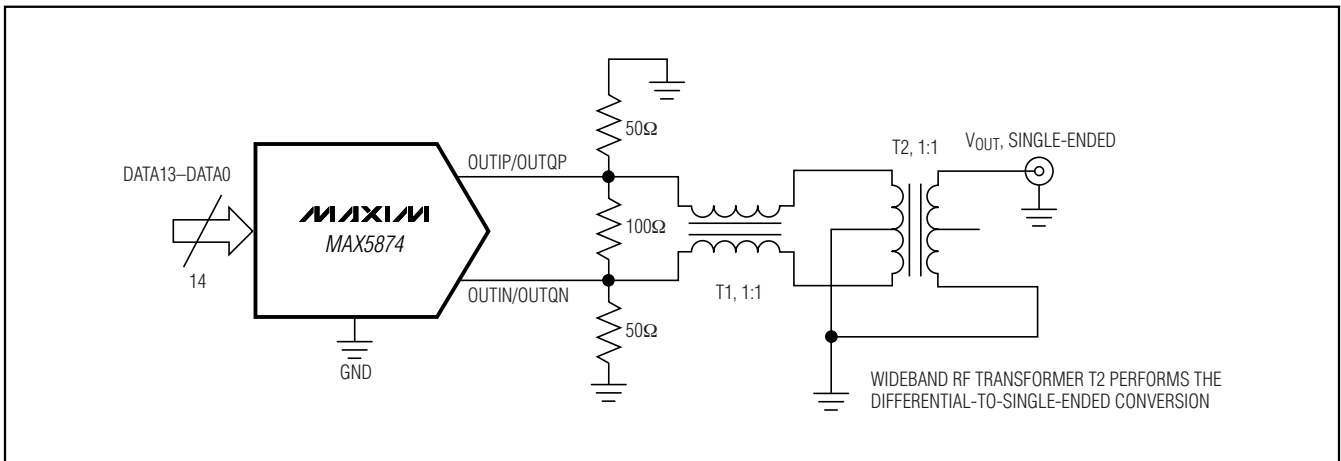 50Ω
T2, 1:1
VOUT, SINGLE-ENDED
DATA13–DATA0
OUTIP/OUTQP
MAXIM
MAX5874
100Ω
14
OUTIN/OUTQN
T1, 1:1
50Ω
GND
WIDEBAND RF TRANSFORMER T2 PERFORMS THE
DIFFERENTIAL-TO-SINGLE-ENDED CONVERSION